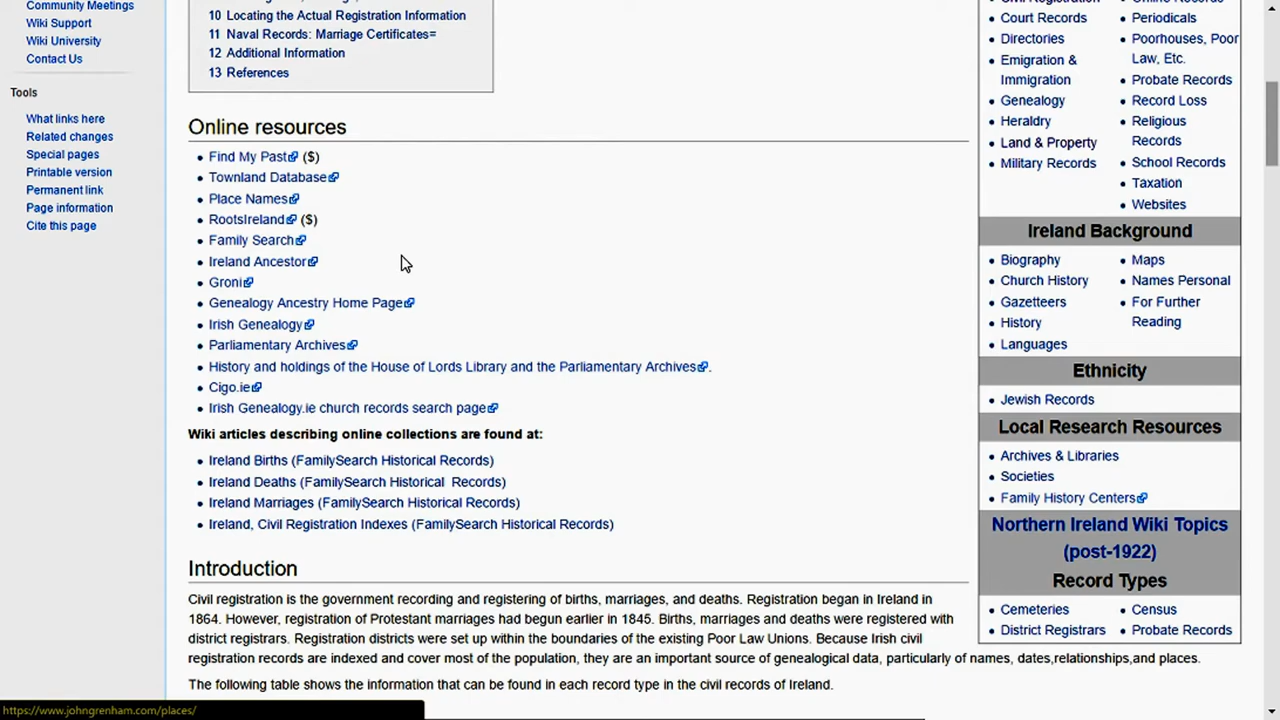 Community Meetings
Wiki Support
Wiki University
Contact Us
Tools
What links here
Related changes
Special pages
Printable version
Permanent link
Page information
Cite this page
10 Locating the Actual Registration Information
11 Naval Records: Marriage Certificates=
12 Additional Information
13 References
Online resources
Find My Past ($)
Townland Database
Place Names
RootsIreland ($)
Family Search
Ireland Ancestor
Groni
Genealogy Ancestry Home Page
Irish Genealogy
Parliamentary Archives
History and holdings of the House of Lords Library and the Parliamentary Archives.
Cigo.ie
Irish Genealogy.ie church records search page
Wiki articles describing online collections are found at:
Ireland Births (FamilySearch Historical Records)
Ireland Deaths (FamilySearch Historical Records)
Ireland Marriages (FamilySearch Historical Records)
Ireland, Civil Registration Indexes (FamilySearch Historical Records)
Introduction
Civil registration is the government recording and registering of births, marriages, and deaths. Registration began in Ireland in
1864. However, registration of Protestant marriages had begun earlier in 1845. Births, marriages and deaths were registered with
district registrars. Registration districts were set up within the boundaries of the existing Poor Law Unions. Because Irish civil
registration records are indexed and cover most of the population, they are an important source of genealogical data, particularly of names, dates,relationships,and places.
The following table shows the information that can be found in each record type in the civil records of Ireland.
Court Records
Directories
Emigration &
Immigration
Genealogy
Heraldry
Land & Property
Military Records
Periodicals
Poorhouses, Poor
Law, Etc.
Probate Records
Record Loss
Religious
Records
School Records
Taxation
Websites
Ireland Background
Biography
Church History
Gazetteers
History
Languages
Maps
Names Personal
For Further
Reading
Ethnicity
Jewish Records
Local Research Resources
Archives & Libraries
Societies
Family History Centers
Northern Ireland Wiki Topics
(post-1922)
Record Types
Cemeteries
District Registrars
Census
Probate Records
https://www.johngrenham.com/places/